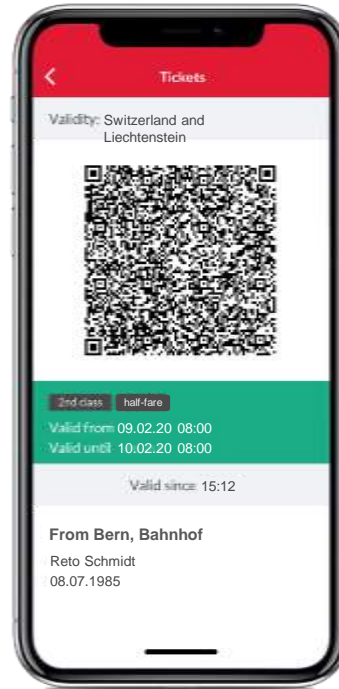 Tickets
Validity: Switzerland and
Liechtenstein
2nd class half-fare
Valid from 09.02.20 08:00
Valid until 10.02.20 08:00
Valid since 15:12
From Bern, Bahnhof
Reto Schmidt
08.07.1985